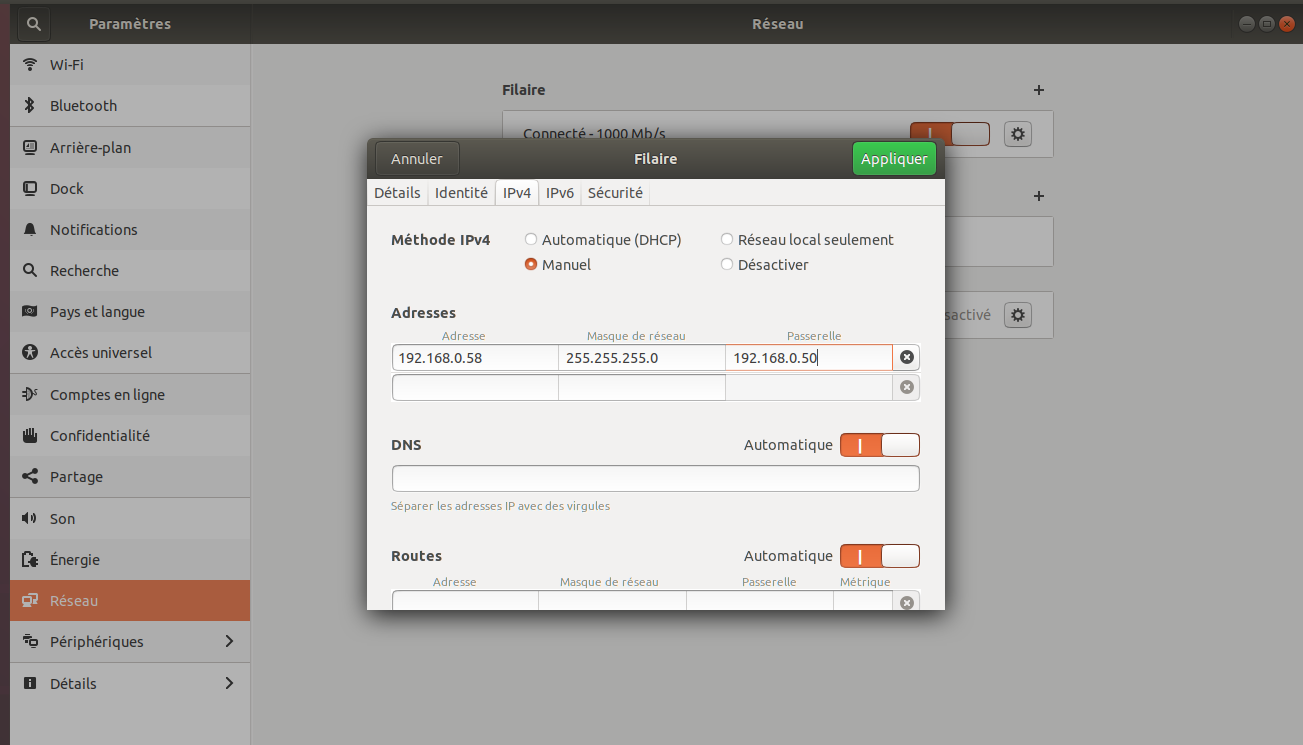 Paramètres
Réseau
Wi-Fi
Bluetooth
Arrière-plan
Dock
Notifications
Recherche
Pays et langue
Accès universel
Comptes en ligne
Confidentialité
Partage
Son
Énergie
Réseau
Périphériques
Détails
Filaire
Connecté - 1000 Mb/s
sactivé
Annuler
Filaire
Appliquer
Détails
Identité
IPv4
IPv6
Sécurité
Méthode IPv4
Automatique (DHCP)
Réseau local seulement
Manuel
Désactiver
Adresses
Adresse
Masque de réseau
Passerelle
192.168.0.58
255.255.255.0
192.168.0.50
DNS
Automatique
Séparer les adresses IP avec des virgules
Routes
Automatique
Adresse
Masque de réseau
Passerelle
Métrique